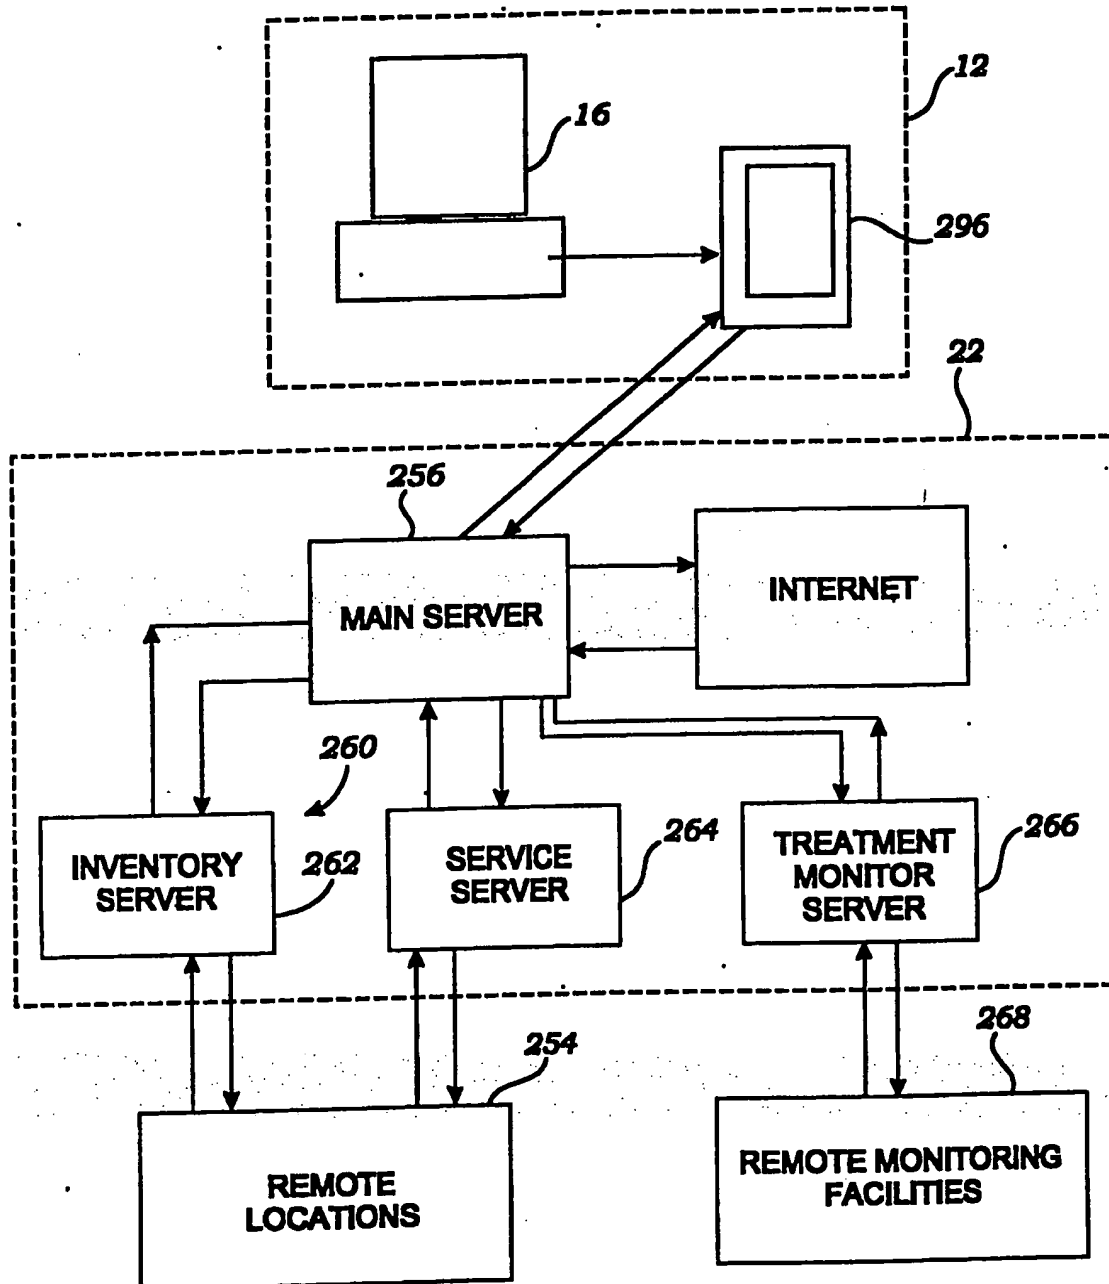 12
16
296
22
256
MAIN SERVER
INTERNET
260
INVENTORY
SERVER
262
SERVICE
SERVER
264
TREATMENT
MONITOR
SERVER
266
254
268
REMOTE
LOCATIONS
REMOTE MONITORING
FACILITIES